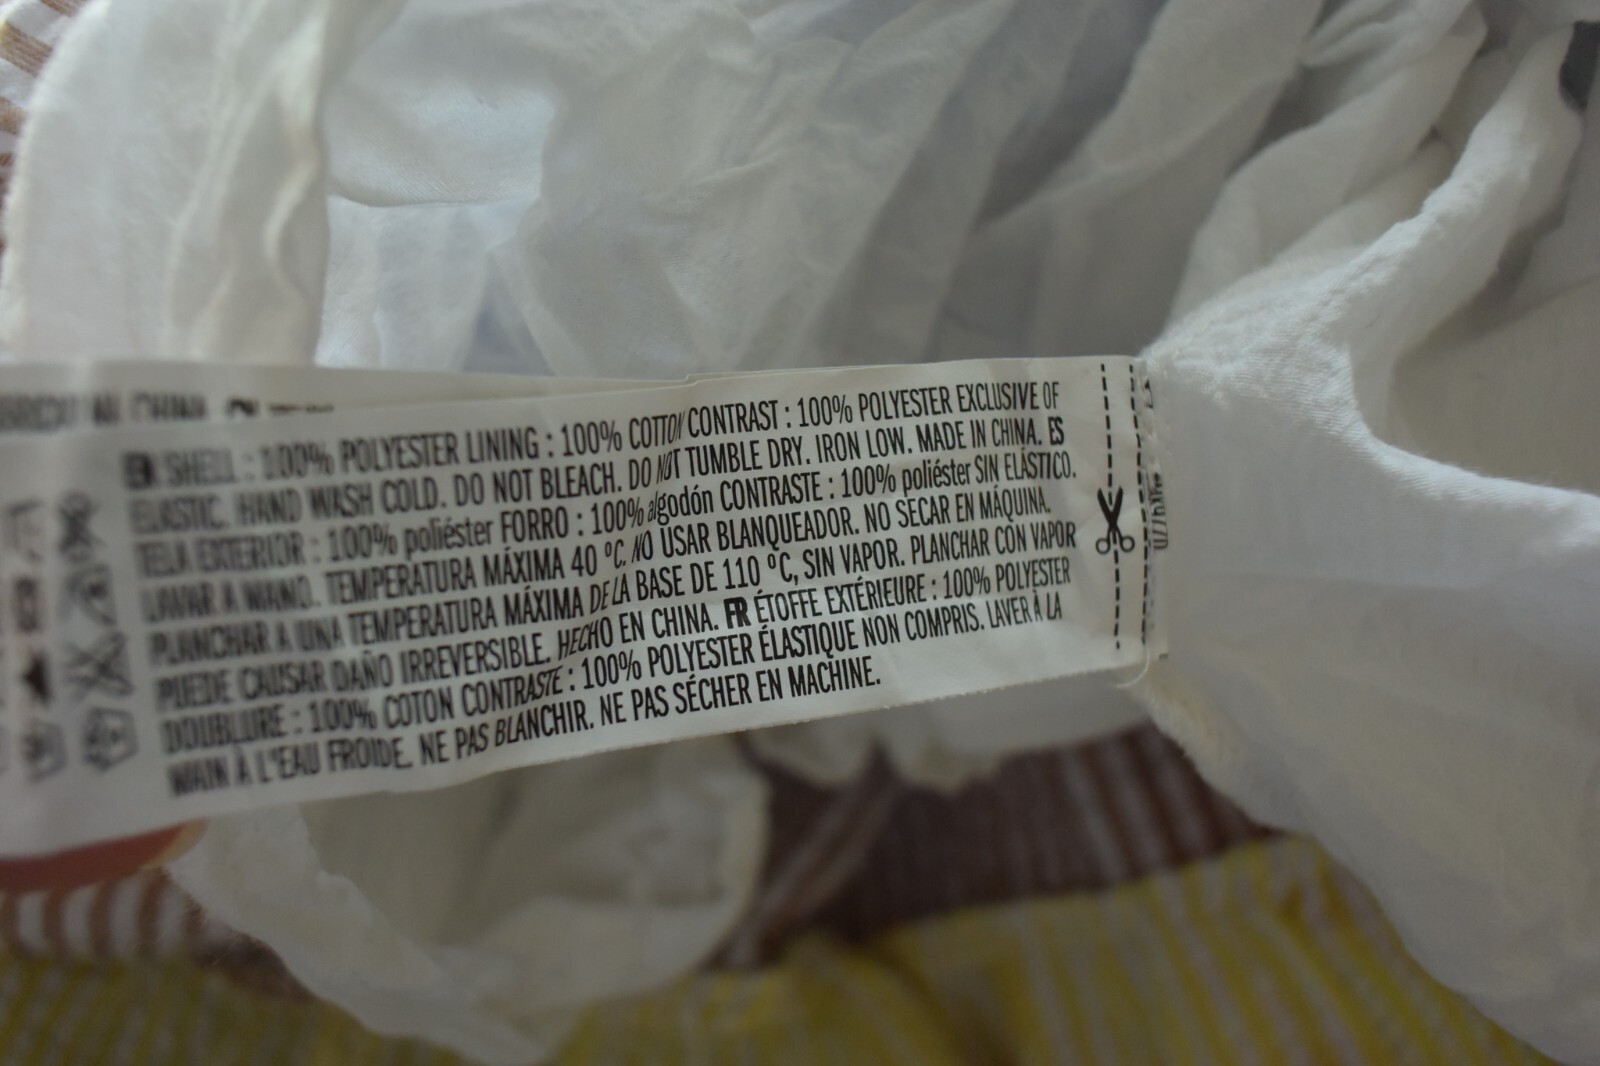 EN SHELL : 100% POLYESTER LINING : 100% COTTON CONTRAST : 100% POLYESTER EXCLUSIVE OF
ELASTIC. HAND WASH COLD. DO NOT BLEACH. DO NOT TUMBLE DRY. IRON LOW. MADE IN CHINA. ES
TELA EXTERIOR : 100% poliéster FORRO : 100% algodón CONTRASTE : 100% poliéster SIN ELÁSTICO.
LAVAR A MANO. TEMPERATURA MÁXIMA 40 °C. NO USAR BLANQUEADOR. NO SECAR EN MÁQUINA.
PLANCHAR A UNA TEMPERATURA MÁXIMA DE LA BASE DE 110 °C, SIN VAPOR. PLANCHAR CON VAPOR
PUEDE CAUSAR DAÑO IRREVERSIBLE. HECHO EN CHINA. FR ÉTOFFE EXTÉRIEURE : 100% POLYESTER
DOUBLURE : 100% COTON CONTRASTE : 100% POLYESTER ÉLASTIQUE NON COMPRIS. LAVER À LA
MAIN À L'EAU FROIDE. NE PAS BLANCHIR. NE PAS SÉCHER EN MACHINE.